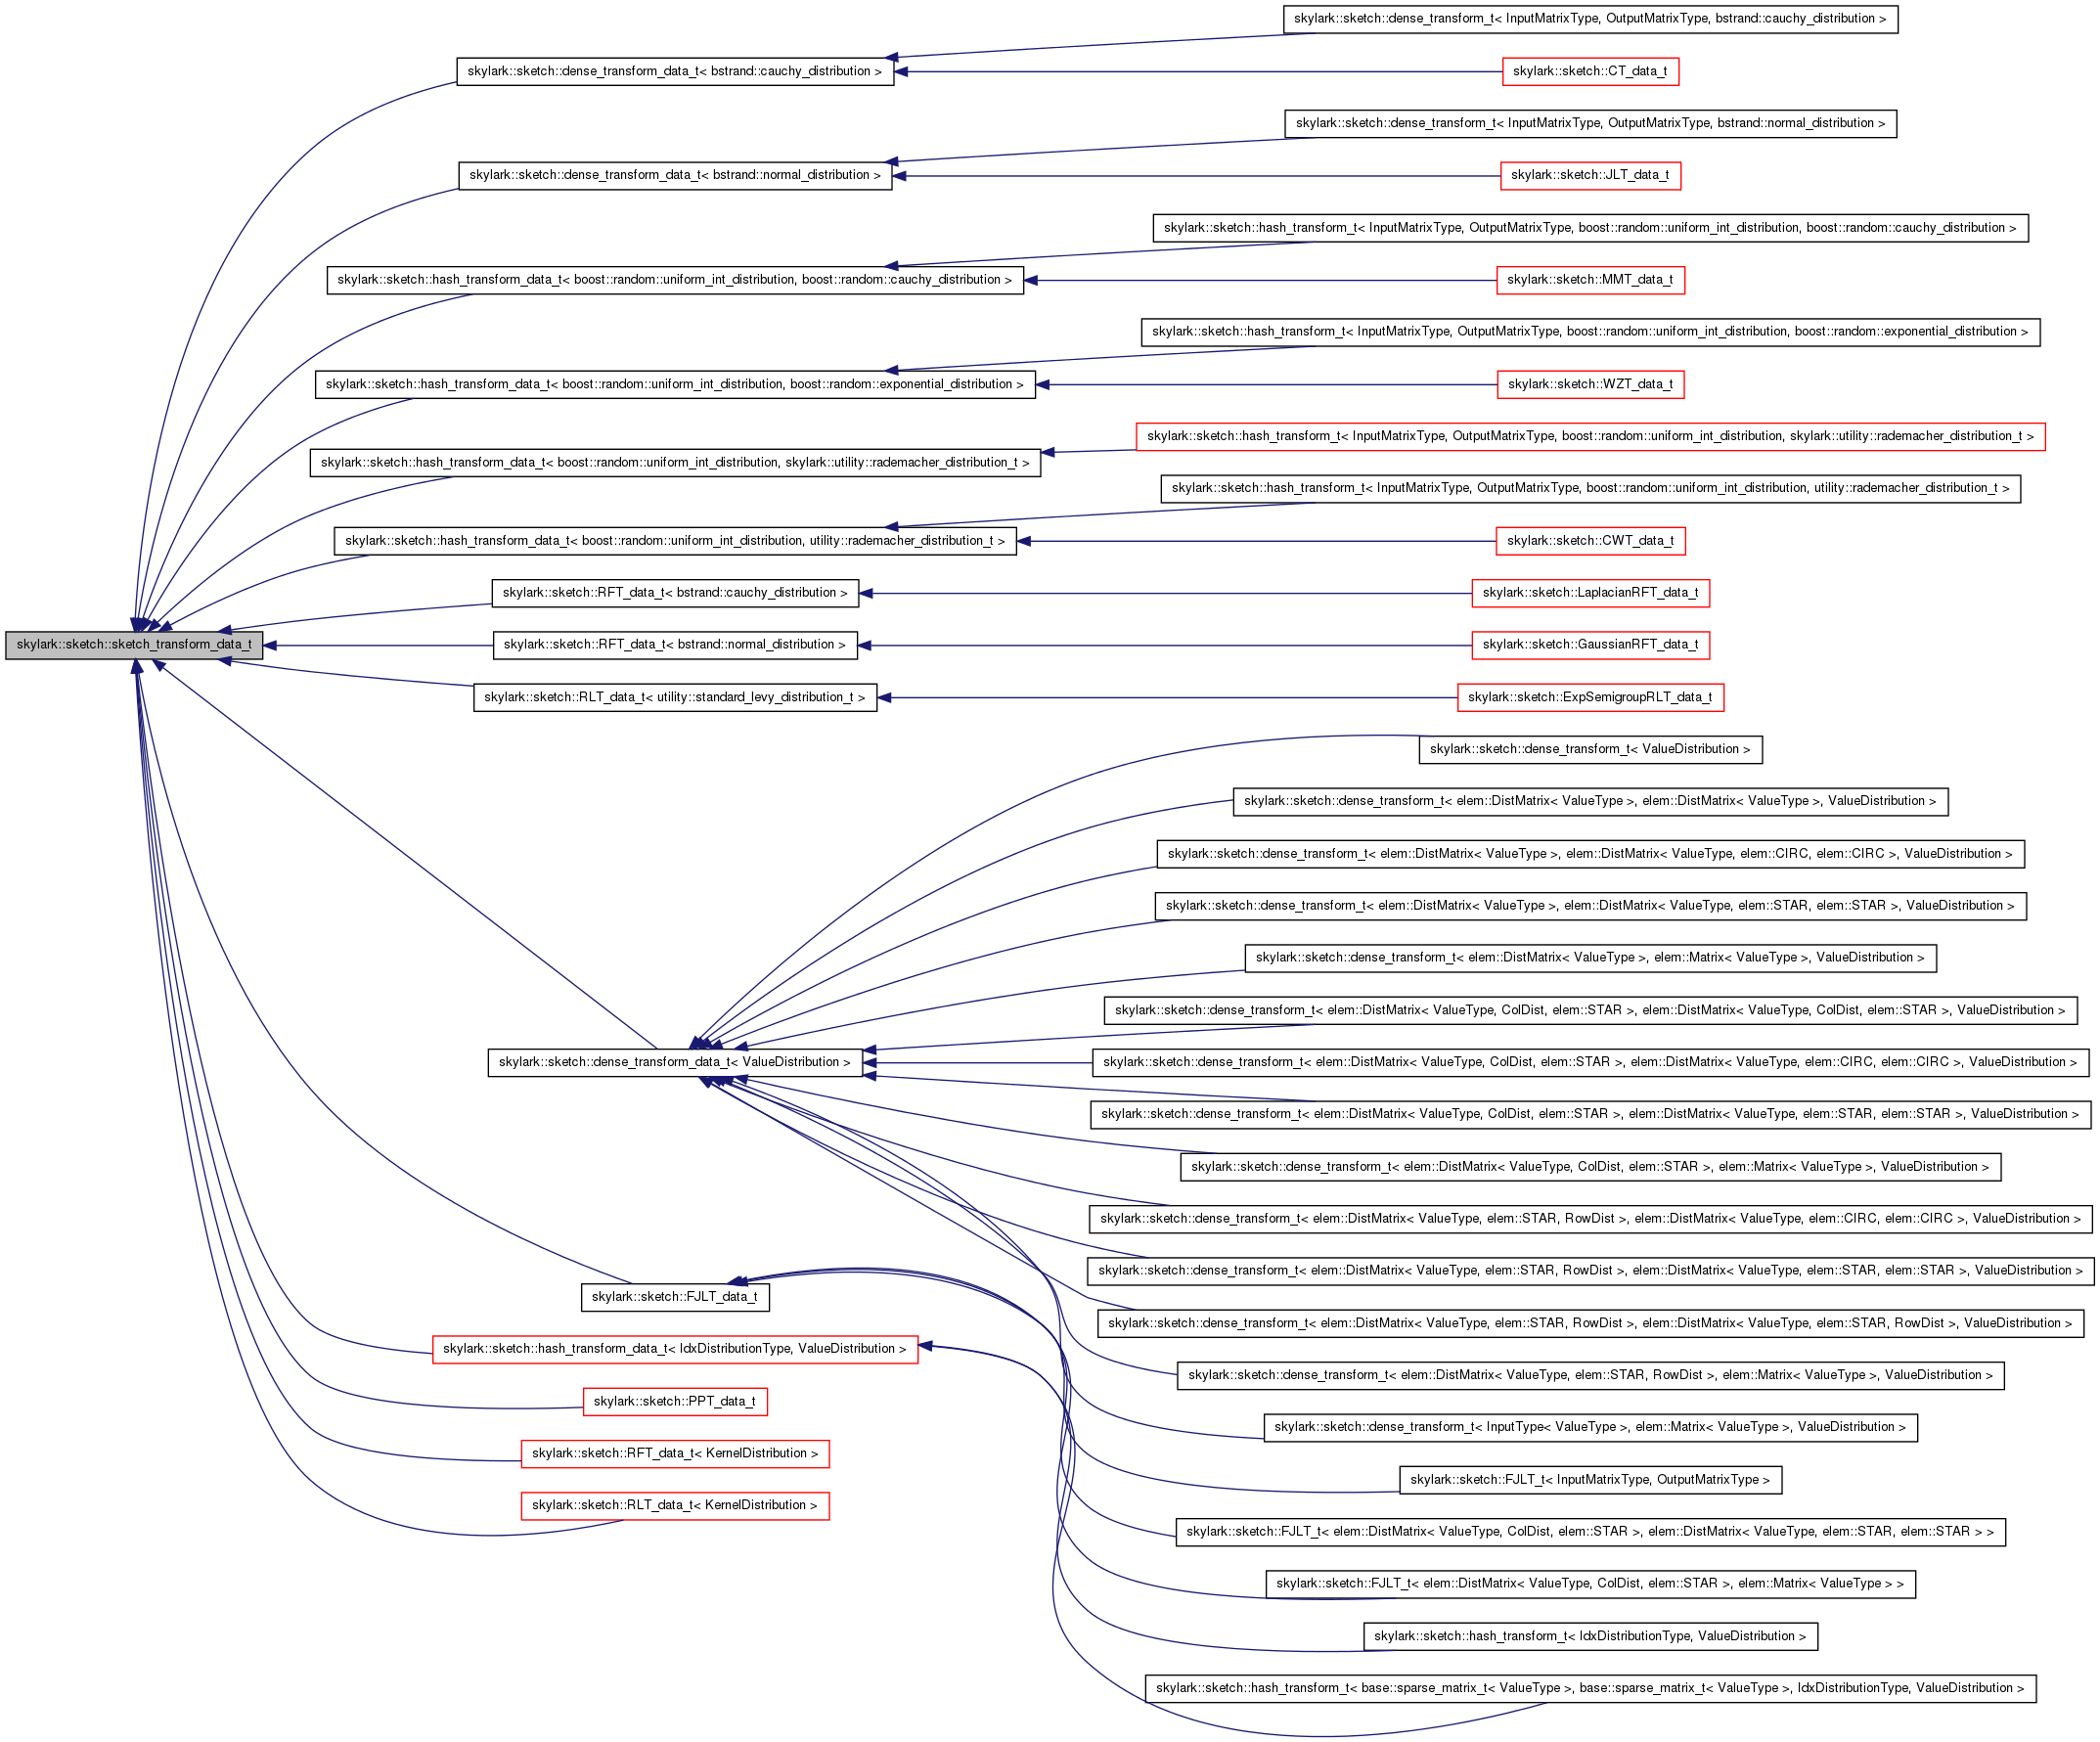 skylark::sketch::dense_transform_t< InputMatrixType, OutputMatrixType, bstrand::cauchy_distribution >
skylark::sketch::dense_transform_data_t< bstrand::cauchy_distribution >
skylark::sketch::CT_data_t
skylark::sketch::dense_transform_t< InputMatrixType, OutputMatrixType, bstrand::normal_distribution >
skylark::sketch::dense_transform_data_t< bstrand::normal_distribution >
skylark::sketch::JLT_data_t
skylark::sketch::hash_transform_t< InputMatrixType, OutputMatrixType, boost::random::uniform_int_distribution, boost::random::cauchy_distribution >
skylark::sketch::hash_transform_data_t< boost::random::uniform_int_distribution, boost::random::cauchy_distribution >
skylark::sketch::MMT_data_t
skylark::sketch::hash_transform_t< InputMatrixType, OutputMatrixType, boost::random::uniform_int_distribution, boost::random::exponential_distribution >
skylark::sketch::hash_transform_data_t< boost::random::uniform_int_distribution, boost::random::exponential_distribution >
skylark::sketch::WZT_data_t
skylark::sketch::hash_transform_t< InputMatrixType, OutputMatrixType, boost::random::uniform_int_distribution, skylark::utility::rademacher_distribution_t >
skylark::sketch::hash_transform_data_t< boost::random::uniform_int_distribution, skylark::utility::rademacher_distribution_t >
skylark::sketch::hash_transform_t< InputMatrixType, OutputMatrixType, boost::random::uniform_int_distribution, utility::rademacher_distribution_t >
skylark::sketch::hash_transform_data_t< boost::random::uniform_int_distribution, utility::rademacher_distribution_t >
skylark::sketch::CWT_data_t
skylark::sketch::RFT_data_t< bstrand::cauchy_distribution >
skylark::sketch::LaplacianRFT_data_t
skylark::sketch::sketch_transform_data_t
skylark::sketch::RFT_data_t< bstrand::normal_distribution >
skylark::sketch::GaussianRFT_data_t
skylark::sketch::RLT_data_t< utility::standard_levy_distribution_t >
skylark::sketch::ExpSemigroupRLT_data_t
skylark::sketch::dense_transform_t< ValueDistribution >
skylark::sketch::dense_transform_t< elem::DistMatrix< ValueType >, elem::DistMatrix< ValueType >, ValueDistribution >
skylark::sketch::dense_transform_t< elem::DistMatrix< ValueType >, elem::DistMatrix< ValueType, elem::CIRC, elem::CIRC >, ValueDistribution >
skylark::sketch::dense_transform_t< elem::DistMatrix< ValueType >, elem::DistMatrix< ValueType, elem::STAR, elem::STAR >, ValueDistribution >
skylark::sketch::dense_transform_t< elem::DistMatrix< ValueType >, elem::Matrix< ValueType >, ValueDistribution >
skylark::sketch::dense_transform_t< elem::DistMatrix< ValueType, ColDist, elem::STAR >, elem::DistMatrix< ValueType, ColDist, elem::STAR >, ValueDistribution >
skylark::sketch::dense_transform_data_t< ValueDistribution >
skylark::sketch::dense_transform_t< elem::DistMatrix< ValueType, ColDist, elem::STAR >, elem::DistMatrix< ValueType, elem::CIRC, elem::CIRC >, ValueDistribution >
skylark::sketch::dense_transform_t< elem::DistMatrix< ValueType, ColDist, elem::STAR >, elem::DistMatrix< ValueType, elem::STAR, elem::STAR >, ValueDistribution >
skylark::sketch::dense_transform_t< elem::DistMatrix< ValueType, ColDist, elem::STAR >, elem::Matrix< ValueType >, ValueDistribution >
skylark::sketch::dense_transform_t< elem::DistMatrix< ValueType, elem::STAR, RowDist >, elem::DistMatrix< ValueType, elem::CIRC, elem::CIRC >, ValueDistribution >
skylark::sketch::dense_transform_t< elem::DistMatrix< ValueType, elem::STAR, RowDist >, elem::DistMatrix< ValueType, elem::STAR, elem::STAR >, ValueDistribution >
skylark::sketch::FJLT_data_t
skylark::sketch::dense_transform_t< elem::DistMatrix< ValueType, elem::STAR, RowDist >, elem::DistMatrix< ValueType, elem::STAR, RowDist >, ValueDistribution >
skylark::sketch::hash_transform_data_t< IdxDistributionType, ValueDistribution >
skylark::sketch::dense_transform_t< elem::DistMatrix< ValueType, elem::STAR, RowDist >, elem::Matrix< ValueType >, ValueDistribution >
skylark::sketch::PPT_data_t
skylark::sketch::dense_transform_t< InputType< ValueType >, elem::Matrix< ValueType >, ValueDistribution >
skylark::sketch::RFT_data_t< KernelDistribution >
skylark::sketch::FJLT_t< InputMatrixType, OutputMatrixType >
skylark::sketch::RLT_data_t< KernelDistribution >
skylark::sketch::FJLT_t< elem::DistMatrix< ValueType, ColDist, elem::STAR >, elem::DistMatrix< ValueType, elem::STAR, elem::STAR > >
skylark::sketch::FJLT_t< elem::DistMatrix< ValueType, ColDist, elem::STAR >, elem::Matrix< ValueType > >
skylark::sketch::hash_transform_t< IdxDistributionType, ValueDistribution >
skylark::sketch::hash_transform_t< base::sparse_matrix_t< ValueType >, base::sparse_matrix_t< ValueType >, IdxDistributionType, ValueDistribution >